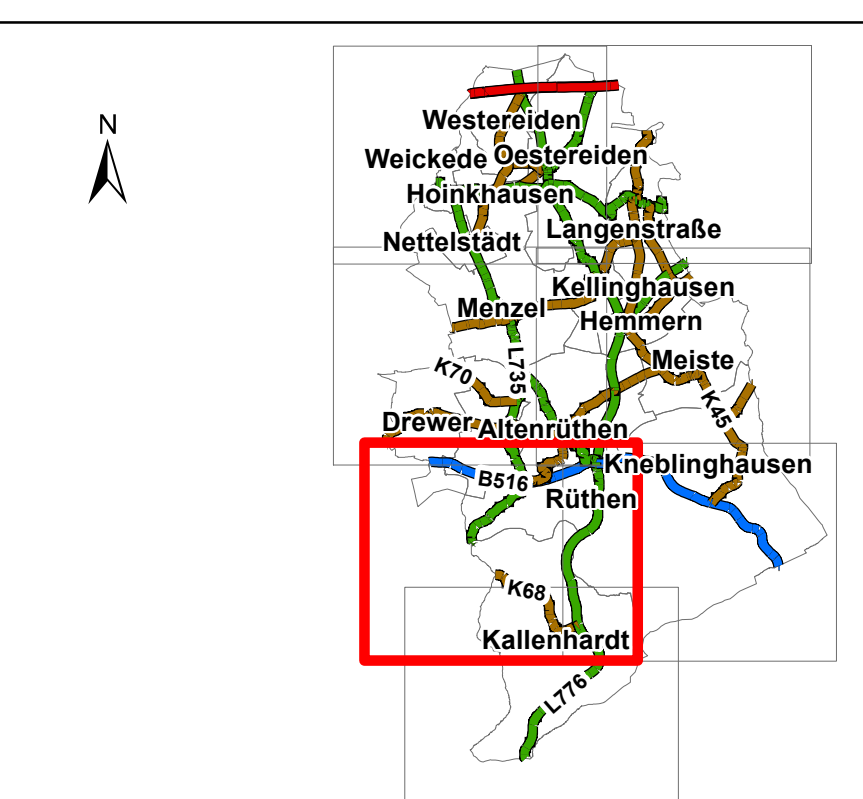 N
Westereiden
Weickede
Oestereiden
Hoinkhausen
Langenstraße
Nettelstädt
Kellinghausen
Menzel
Hemmern
L735
Meiste
K70
K45
Drewer
Altenrüthen
Kneblinghausen
B516
Rüthen
K68
Kallenhardt
L776